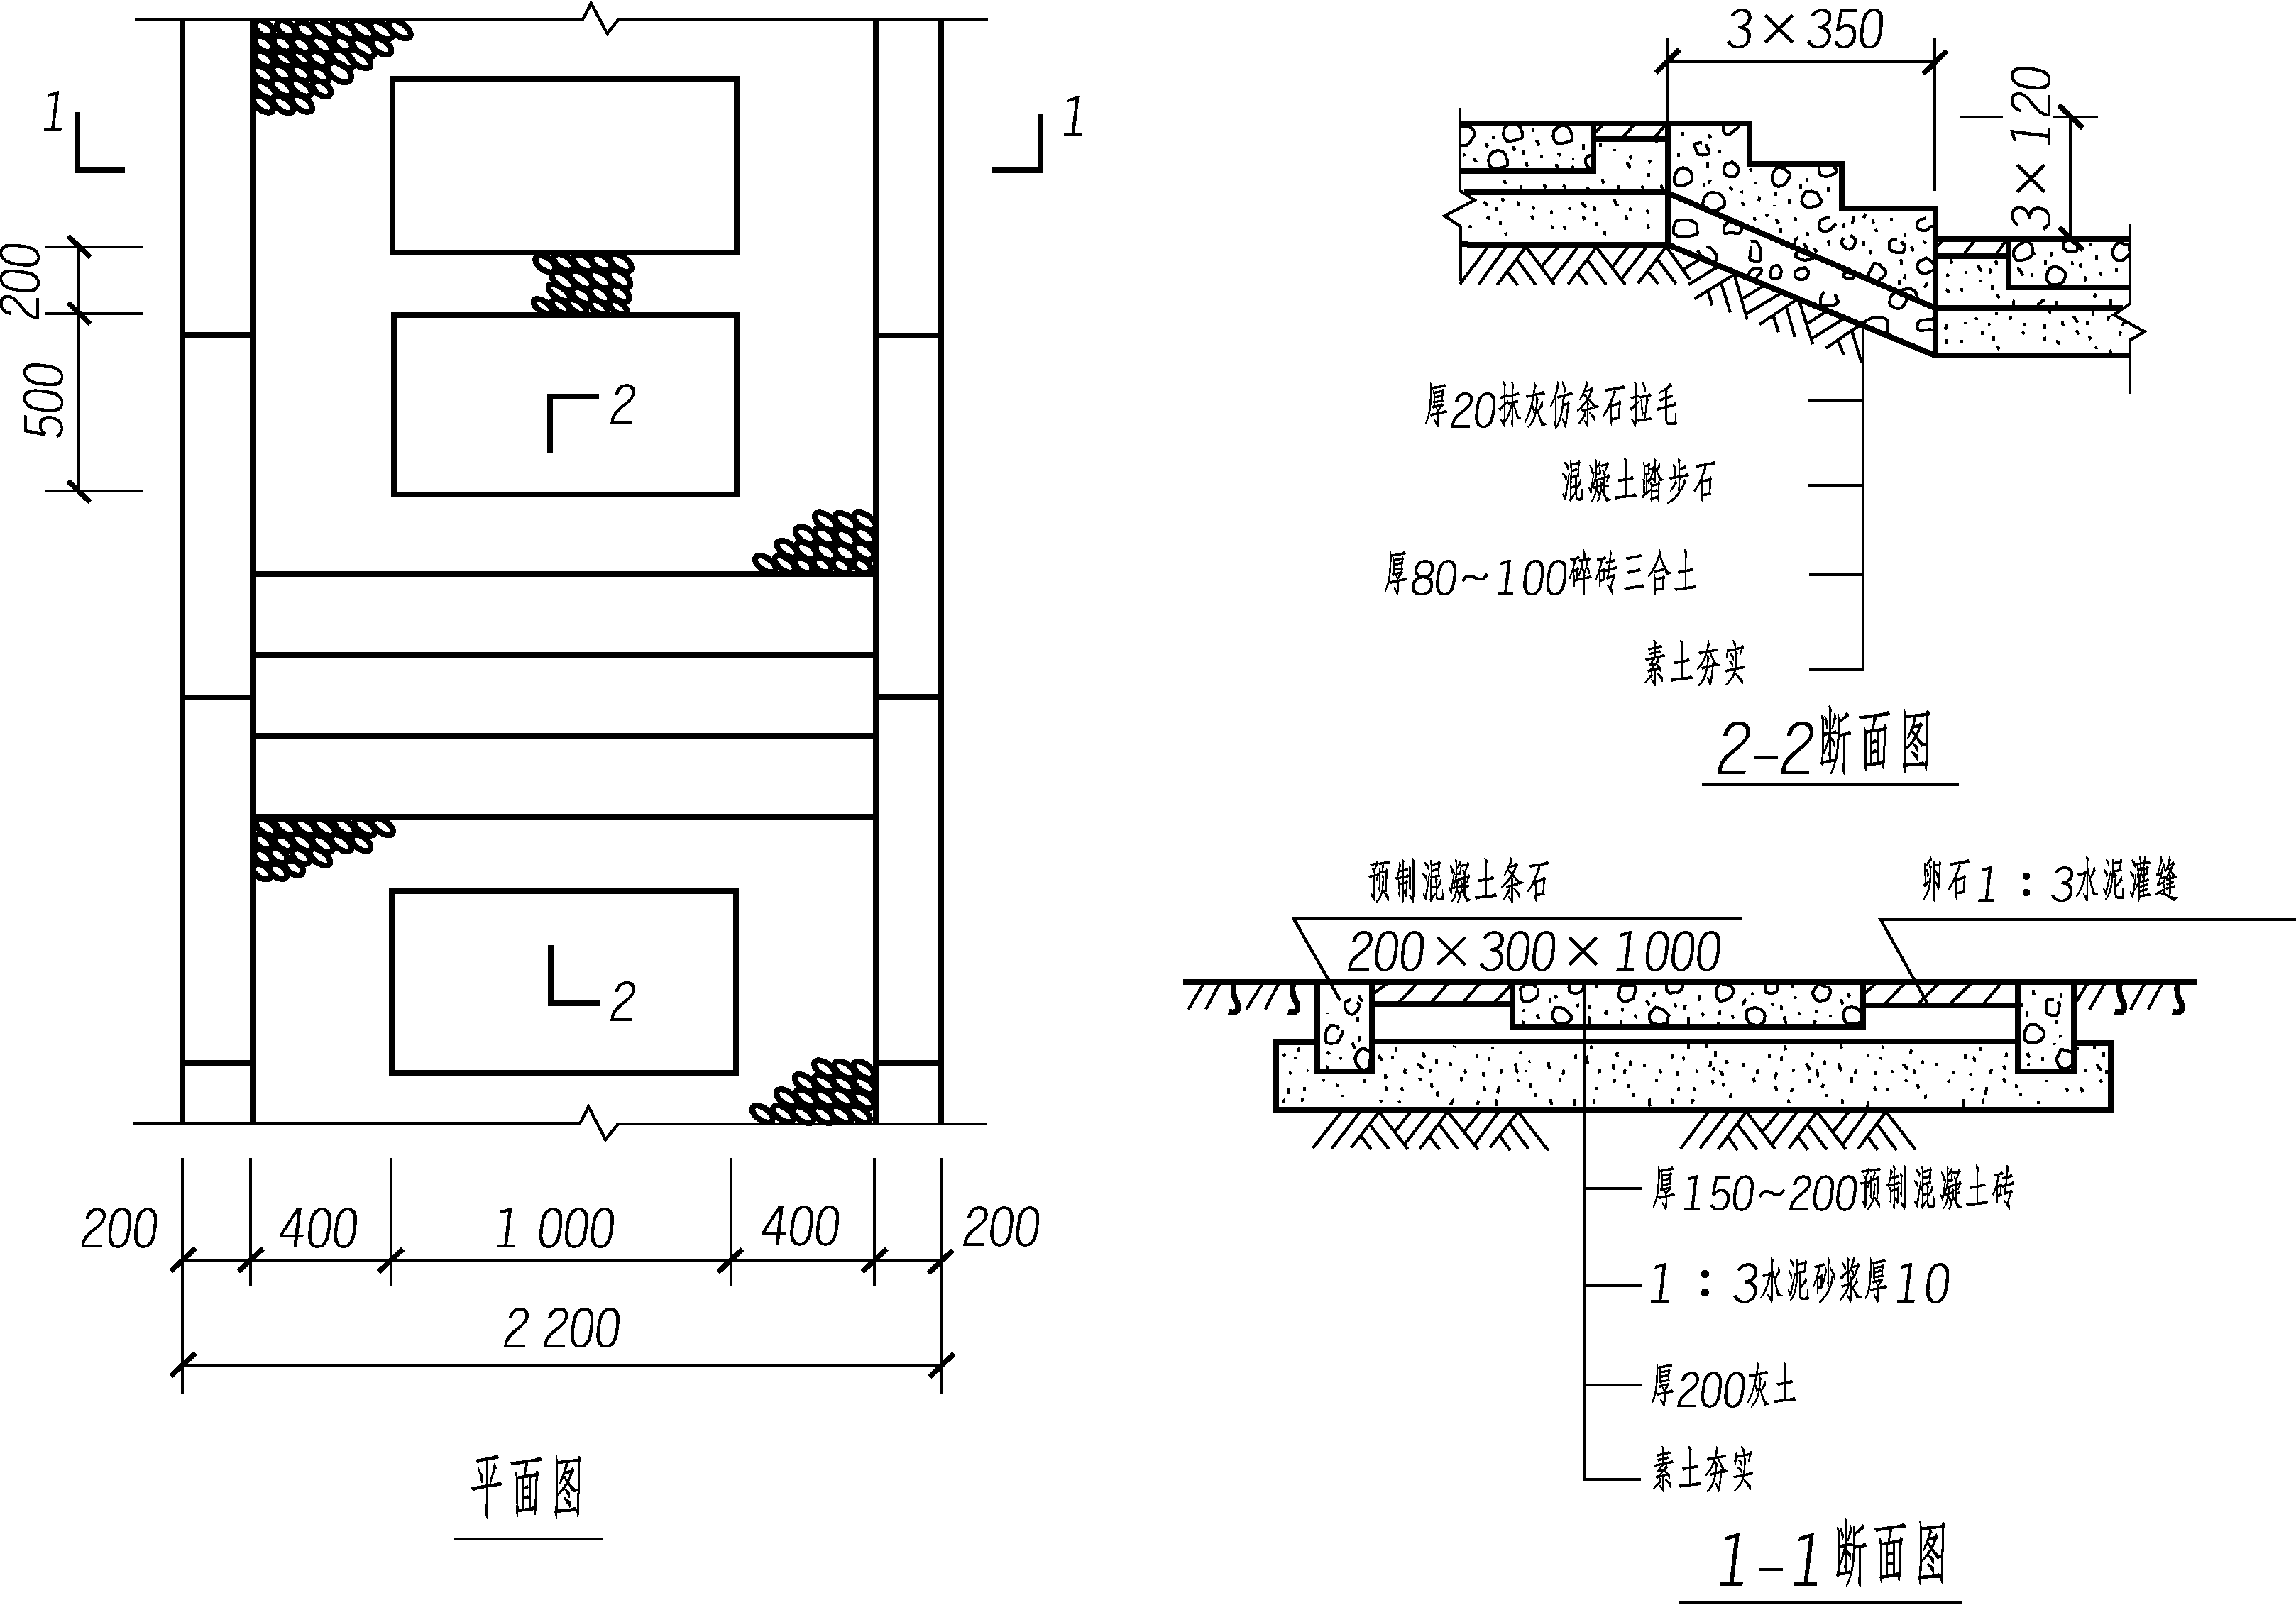 1
1
200
500
2
2
200
400
1 000
400
200
2 200
平面图
3×350
3×120
厚20抹灰仿条石拉毛
混凝土踏步石
厚80~100碎砖三合土
素土夯实
2-2断面图
预制混凝土条石
200×300×1000
卵石1：3水泥灌缝
厚150~200预制混凝土砖
1：3水泥砂浆厚10
厚200灰土
素土夯实
1-1断面图